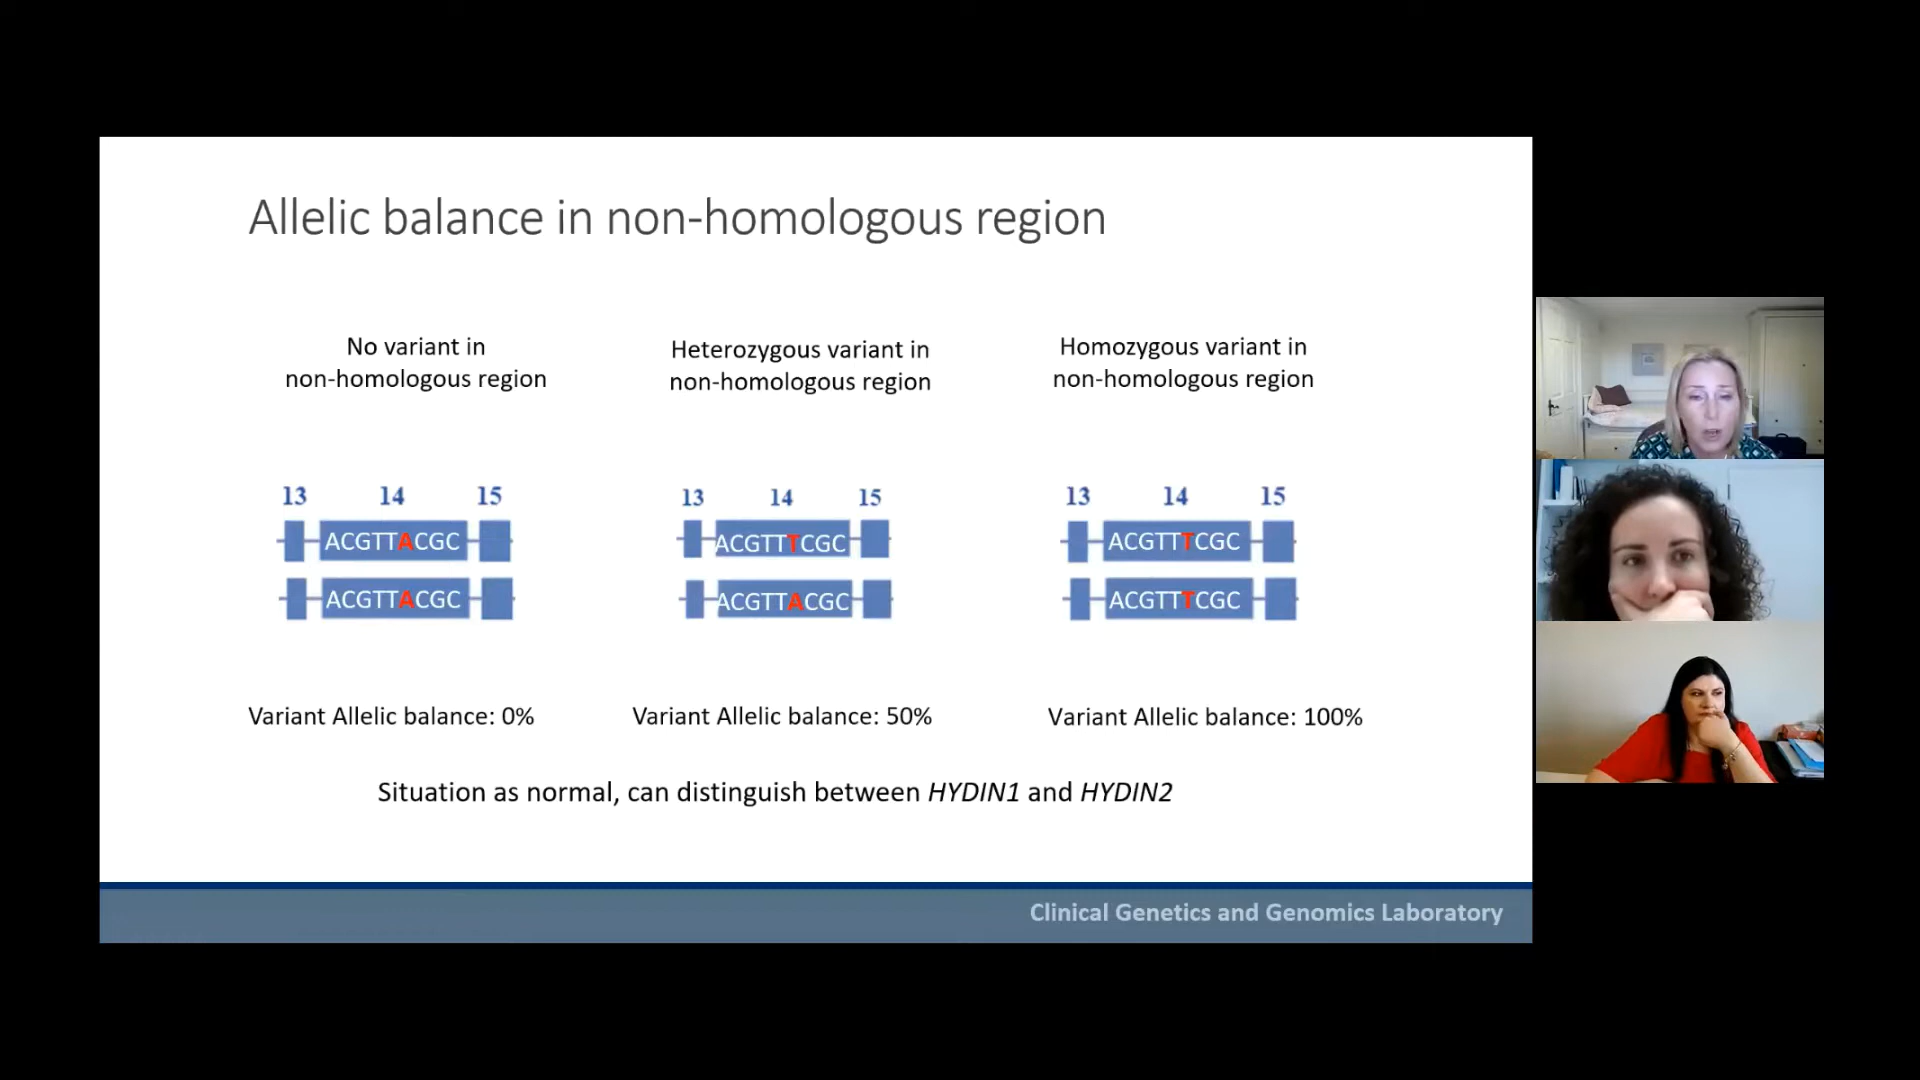 Allelic balance in non-homologous region
No variant in
non-homologous region
Heterozygous variant in
non-homologous region
Homozygous variant in
non-homologous region
13 14 15
ACGTTACGC
ACGTTACGC
13 14 15
ACGTTTCGC
ACGTTACGC
13 14 15
ACGTTTCGC
ACGTTTCGC
Variant Allelic balance: 0%
Variant Allelic balance: 50%
Variant Allelic balance: 100%
Situation as normal, can distinguish between HYDIN1 and HYDIN2
Clinical Genetics and Genomics Laboratory